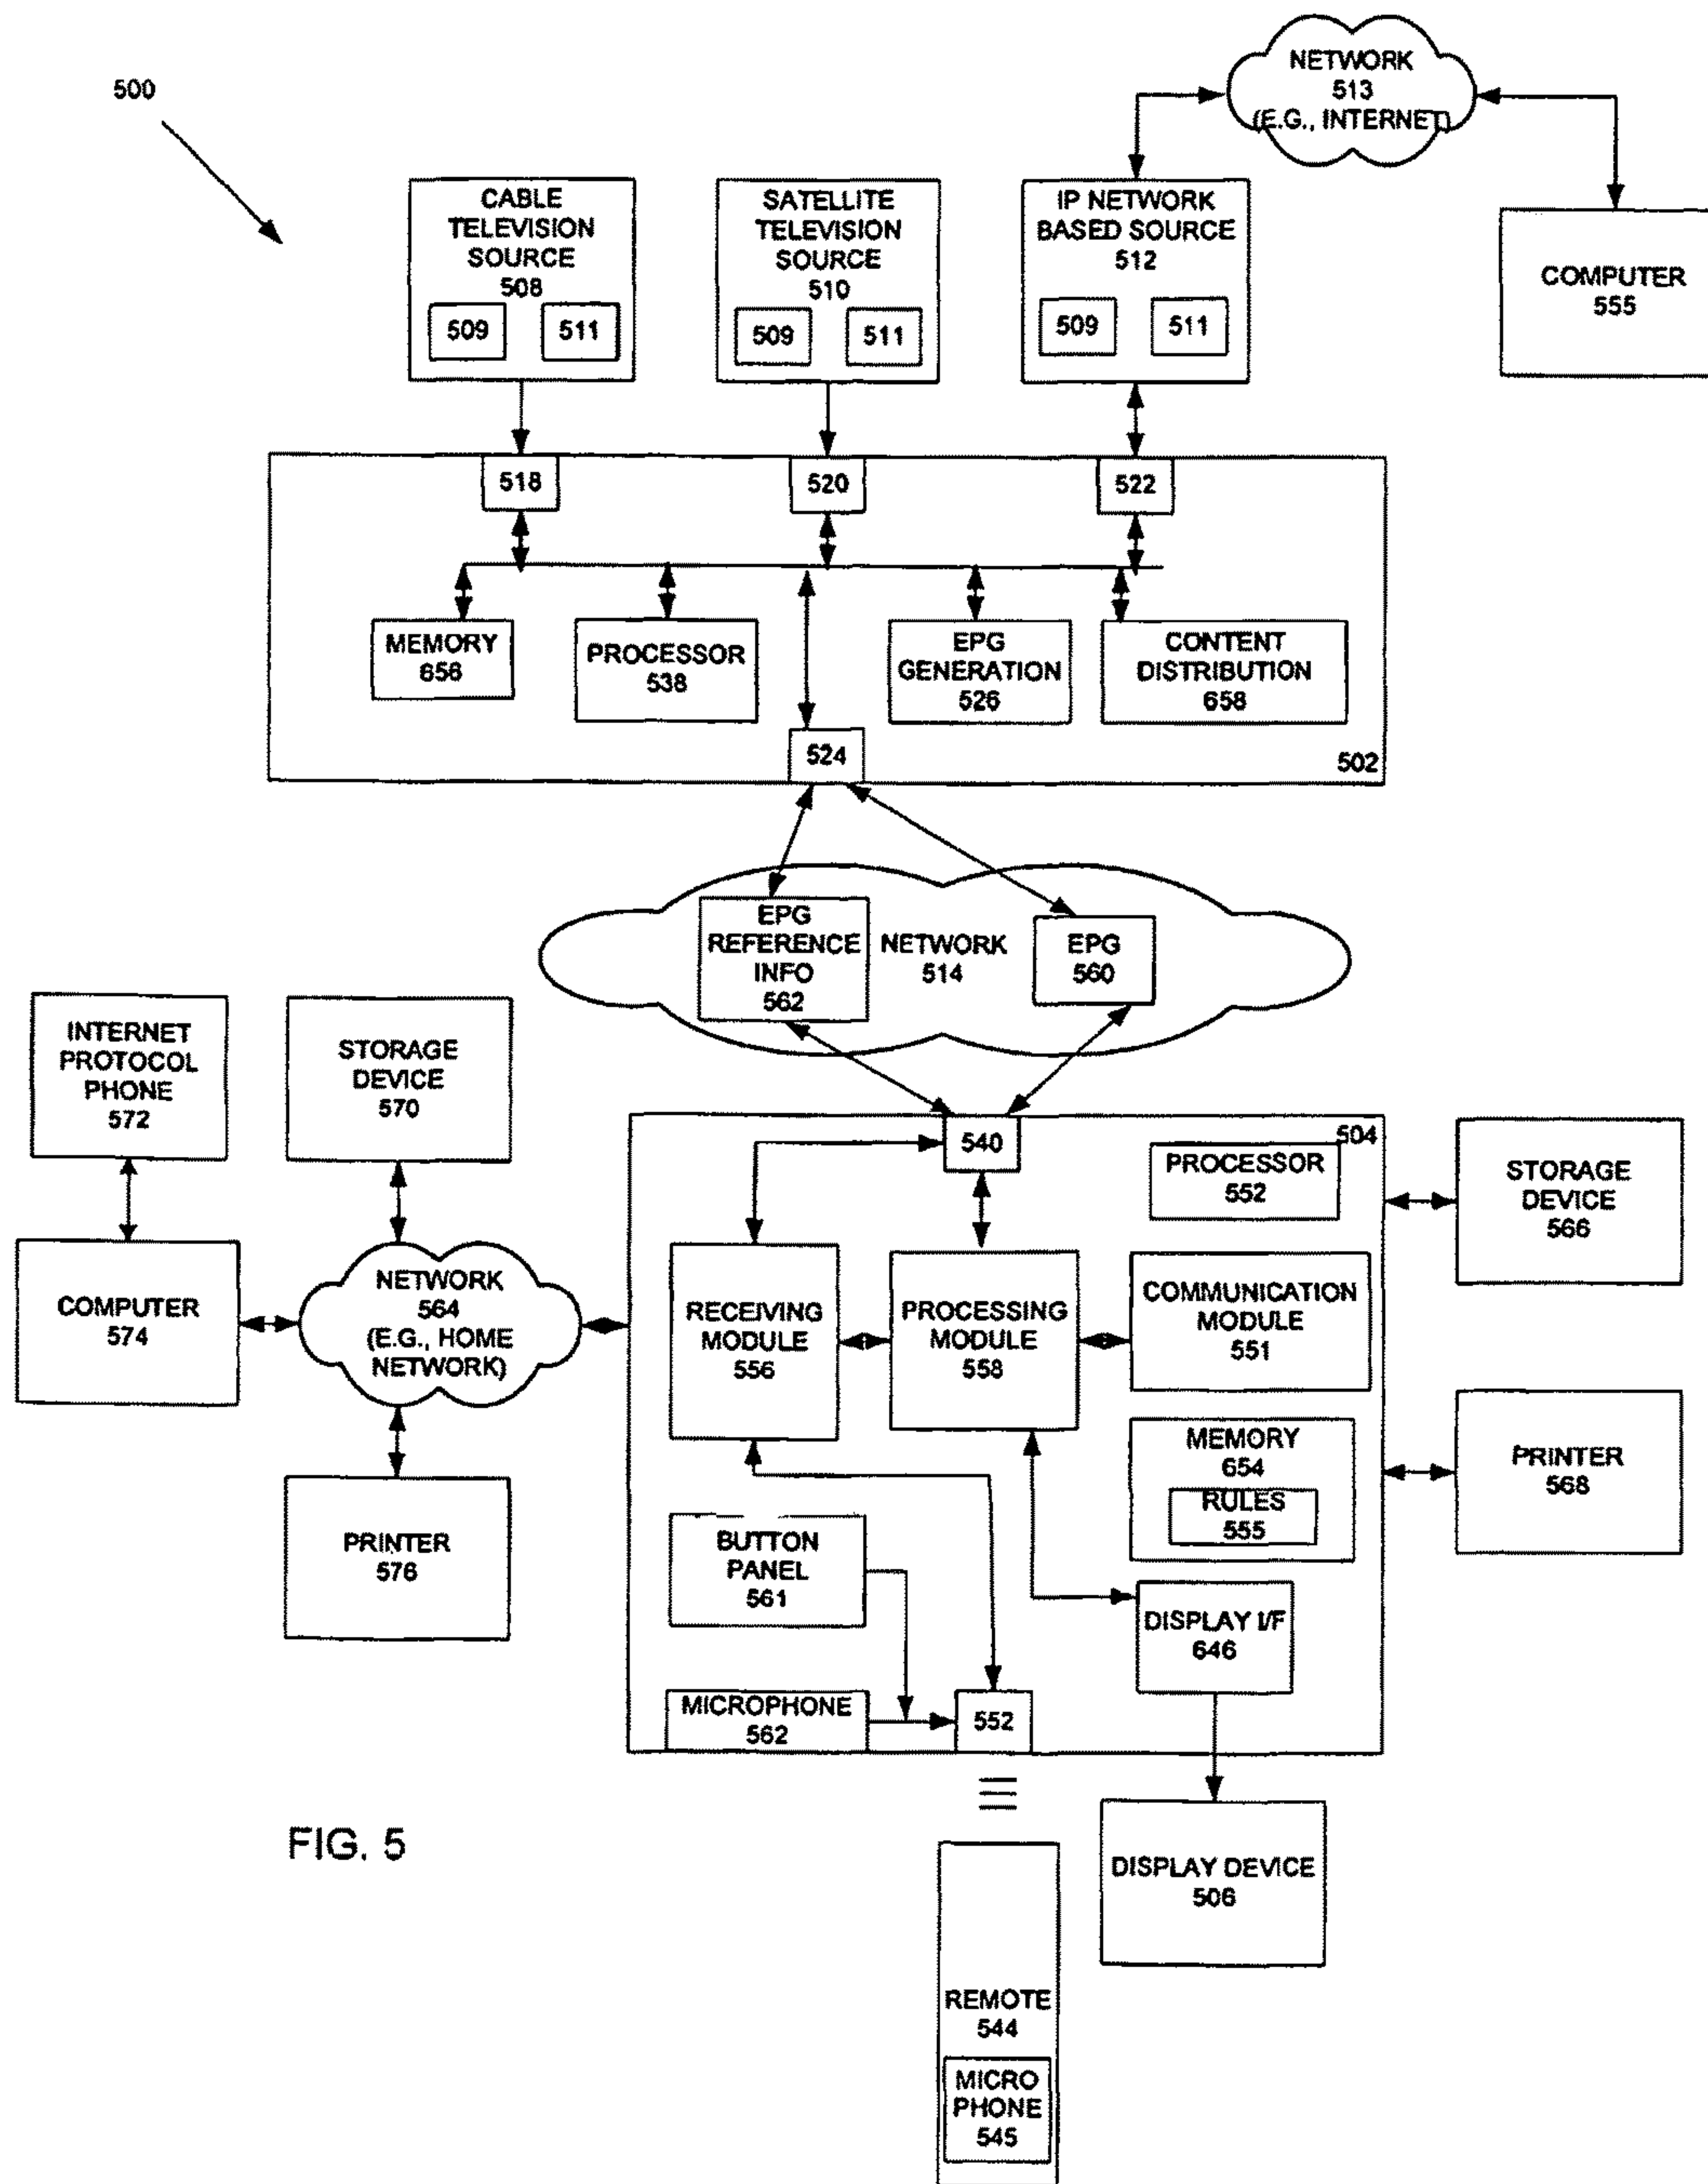 500
NETWORK
513
(E.G., INTERNET)
CABLE
TELEVISION
SOURCE
508
509
511
SATELLITE
TELEVISION
SOURCE
510
509
511
IP NETWORK
BASED SOURCE
512
509
511
COMPUTER
555
518
520
522
MEMORY
656
PROCESSOR
538
EPG
GENERATION
526
CONTENT
DISTRIBUTION
658
524
502
EPG
REFERENCE
INFO
562
NETWORK
514
EPG
560
INTERNET
PROTOCOL
PHONE
572
STORAGE
DEVICE
570
540
504
PROCESSOR
552
STORAGE
DEVICE
566
COMPUTER
574
NETWORK
564
(E.G., HOME
NETWORK)
RECEIVING
MODULE
556
PROCESSING
MODULE
558
COMMUNICATION
MODULE
551
MEMORY
654
RULES
555
PRINTER
568
PRINTER
576
BUTTON
PANEL
561
DISPLAY I/F
646
MICROPHONE
562
552
FIG. 5
DISPLAY DEVICE
506
REMOTE
544
MICRO
PHONE
545